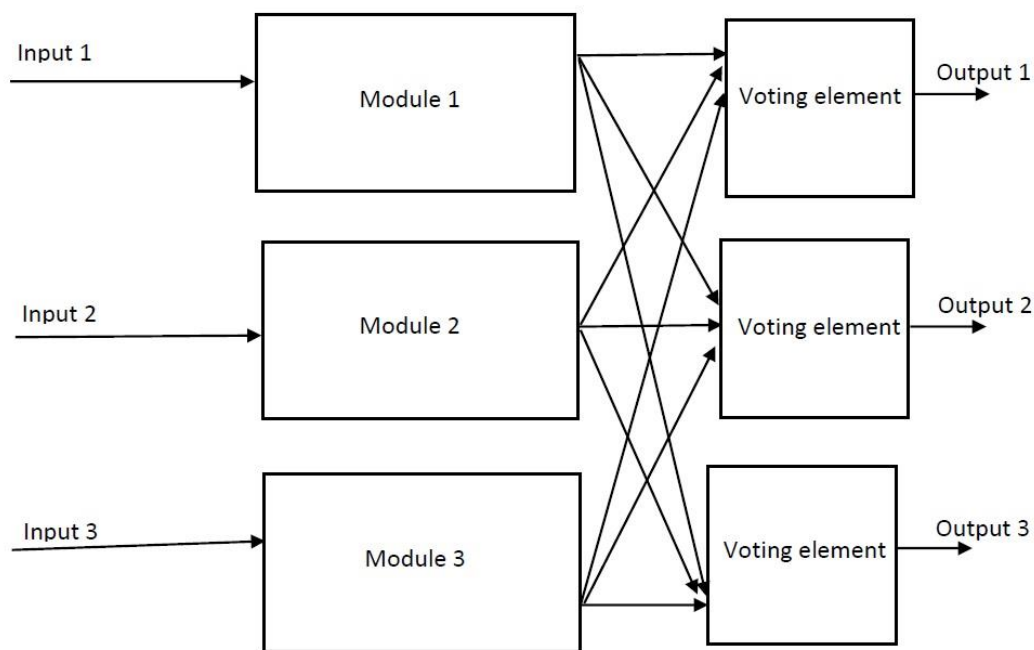 Input 1
Module 1
Voting element
Output 1
Input 2
Module 2
Voting element
Output 2
Input 3
Module 3
Voting element
Output 3